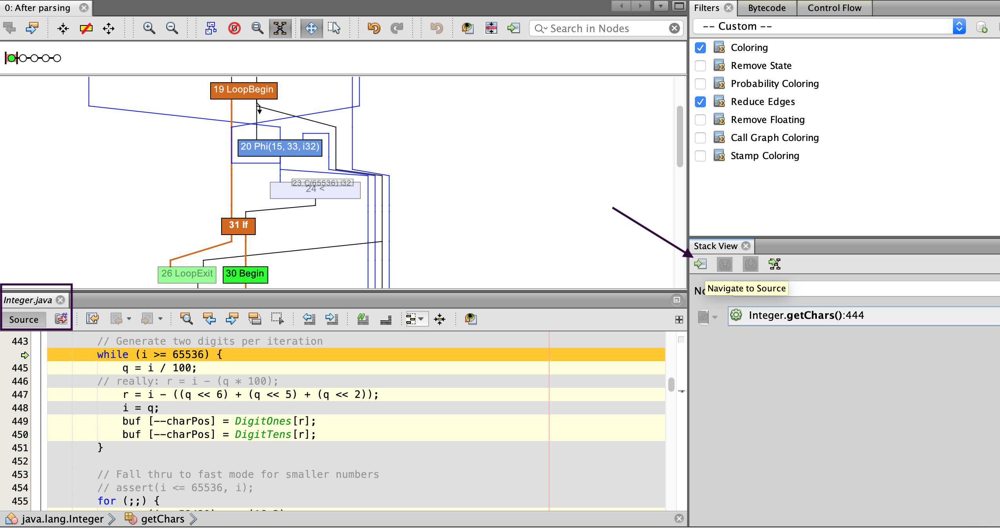 0: After parsing
Search in Nodes
19 LoopBegin
20 Phi(15, 33, i32)
23 C(65536) i32
24 <
31 If
26 LoopExit
30 Begin
Filters
Bytecode
Control Flow
-- Custom --
Coloring
Remove State
Probability Coloring
Reduce Edges
Remove Floating
Call Graph Coloring
Stamp Coloring
Stack View
Navigate to Source
Integer.getChars():444
Integer.java
Source
443 // Generate two digits per iteration
while (i >= 65536) {
445 q = i / 100;
446 // really: r = i - (q * 100);
447 r = i - ((q << 6) + (q << 5) + (q << 2));
448 i = q;
449 buf [--charPos] = DigitOnes[r];
450 buf [--charPos] = DigitTens[r];
451 }
452
453 // Fall thru to fast mode for smaller numbers
454 // assert(i <= 65536, i);
455 for (;;) {
java.lang.Integer
getChars